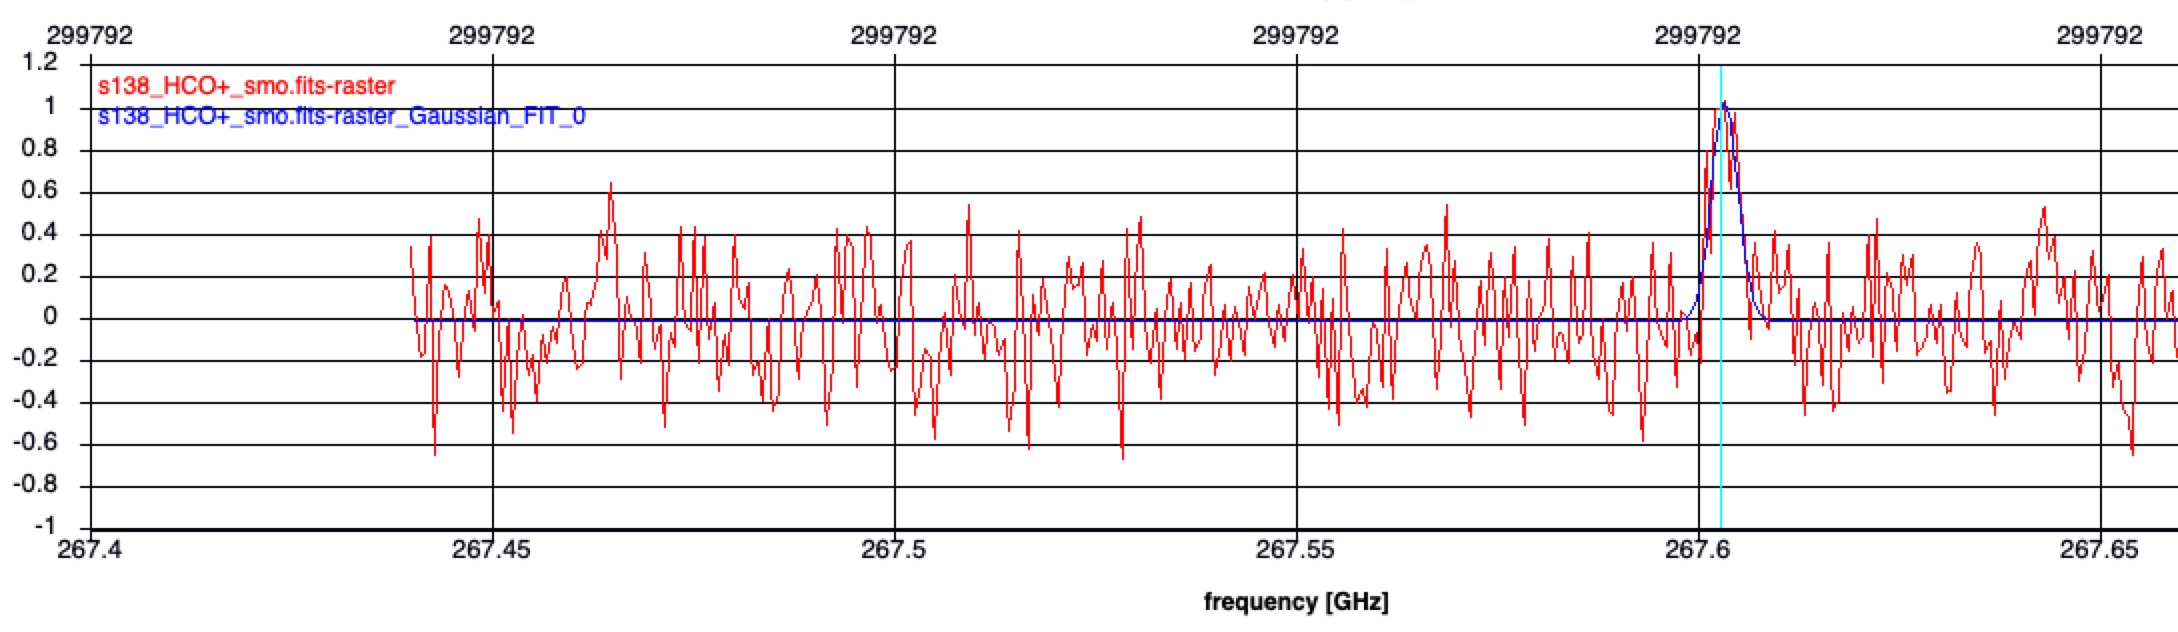 299792 299792 299792 299792 299792 299792
1.2
s138_HCO+_smo.fits-raster
1
s138_HCO+_smo.fits-raster_Gaussian_FIT_0
0.8
0.6
0.4
0.2
0
-0.2
-0.4
-0.6
-0.8
-1
267.4 267.45 267.5 267.55 267.6 267.65
frequency [GHz]